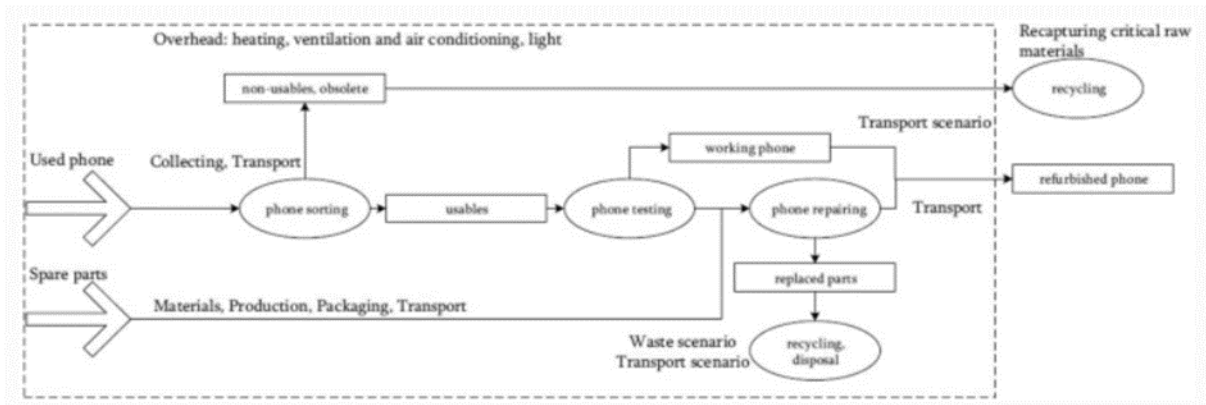 Overhead: heating, ventilation and air conditioning, light
Recapturing critical raw
materials
non-usables, obsolete
recycling
Transport scenario
working phone
Used phone
Collecting, Transport
refurbished phone
phone sorting
usables
phone testing
phone repairing
Transport
Spare parts
replaced parts
Materials, Production, Packaging, Transport
Waste scenario
Transport scenario
recycling,
disposal